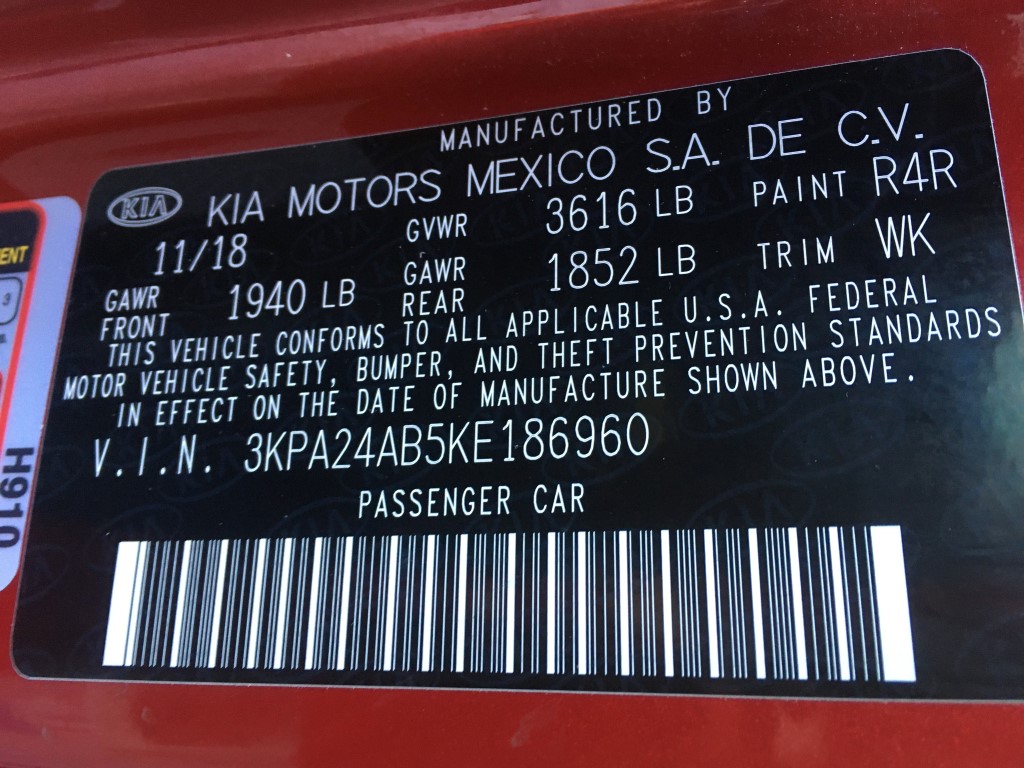 MANUFACTURED BY
KIA KIA MOTORS MEXICO S.A. DE C.V.
11/18 GVWR 3616 LB PAINT R4R
GAWR FRONT 1940 LB GAWR REAR 1852 LB TRIM WK
THIS VEHICLE CONFORMS TO ALL APPLICABLE U.S.A. FEDERAL
MOTOR VEHICLE SAFETY, BUMPER, AND THEFT PREVENTION STANDARDS
IN EFFECT ON THE DATE OF MANUFACTURE SHOWN ABOVE.
V.I.N. 3KPA24AB5KE186960
PASSENGER CAR
3
H910